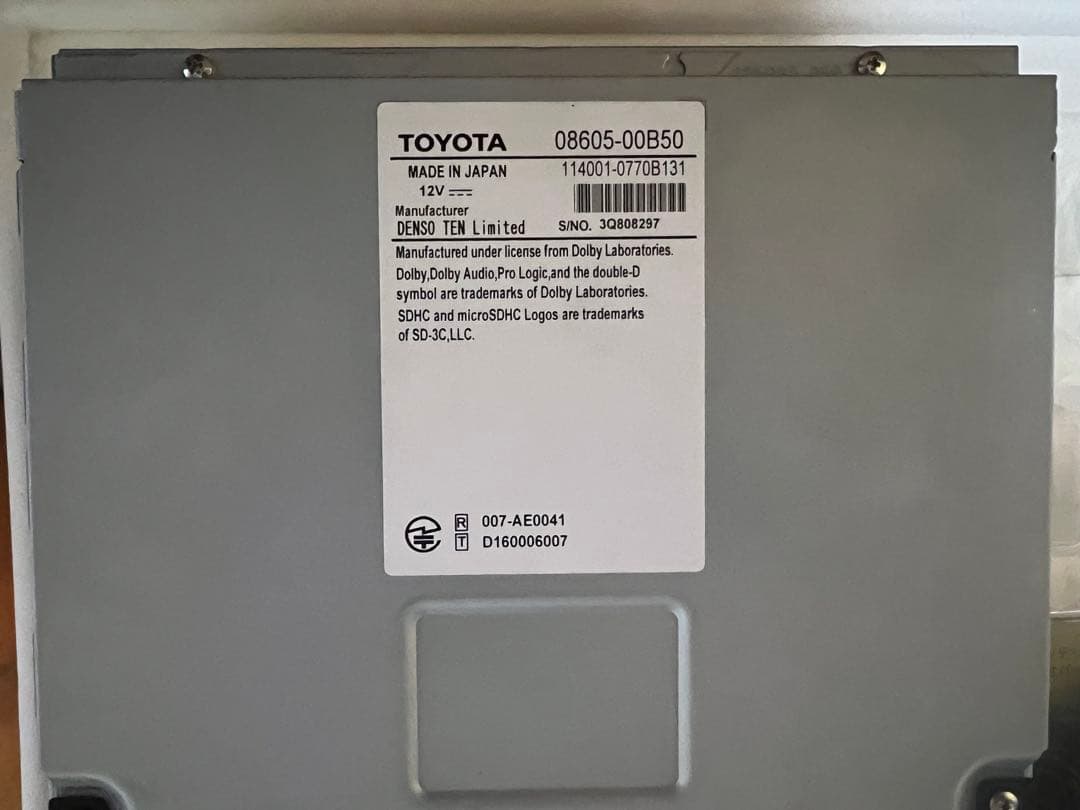 TOYOTA 08605-00B50
MADE IN JAPAN 114001-0770B131
12V
Manufacturer
DENSO TEN Limited S/NO. 3Q808297
Manufactured under license from Dolby Laboratories.
Dolby,Dolby Audio,Pro Logic,and the double-D
symbol are trademarks of Dolby Laboratories.
SDHC and microSDHC Logos are trademarks
of SD-3C,LLC.
R 007-AE0041
T D160006007